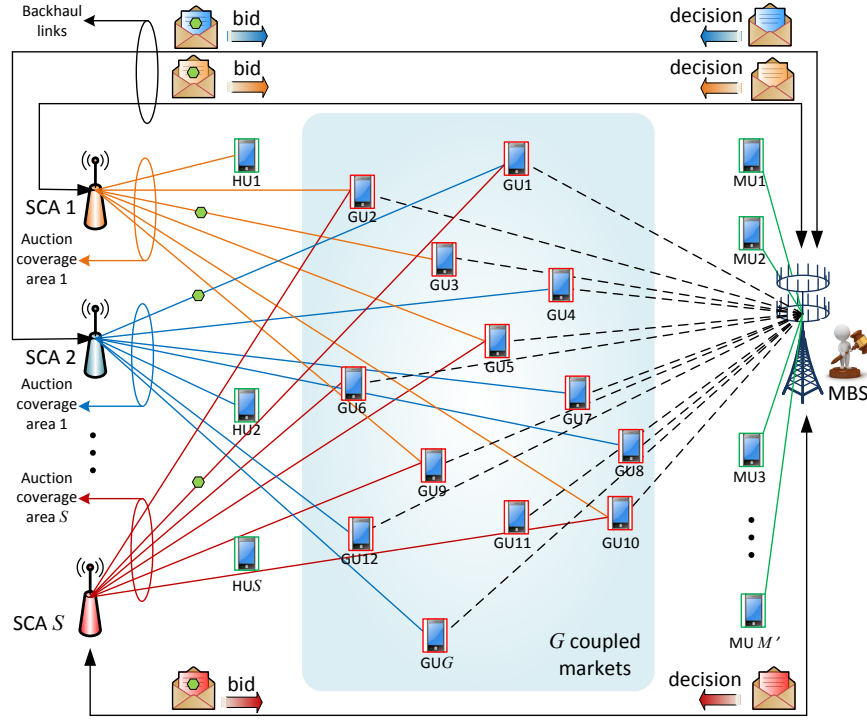 Backhaul
links
bid
decision
bid
decision
HU1
GU1
MU1
GU2
SCA 1
MU2
Auction
coverage
area 1
GU3
GU4
SCA 2
GU5
MBS
Auction
coverage
area 1
GU6
GU7
HU2
GU8
MU3
Auction
coverage
area S
GU9
GU12
GU11
GU10
HUS
SCA S
GUG
G coupled
markets
MU M'
bid
decision